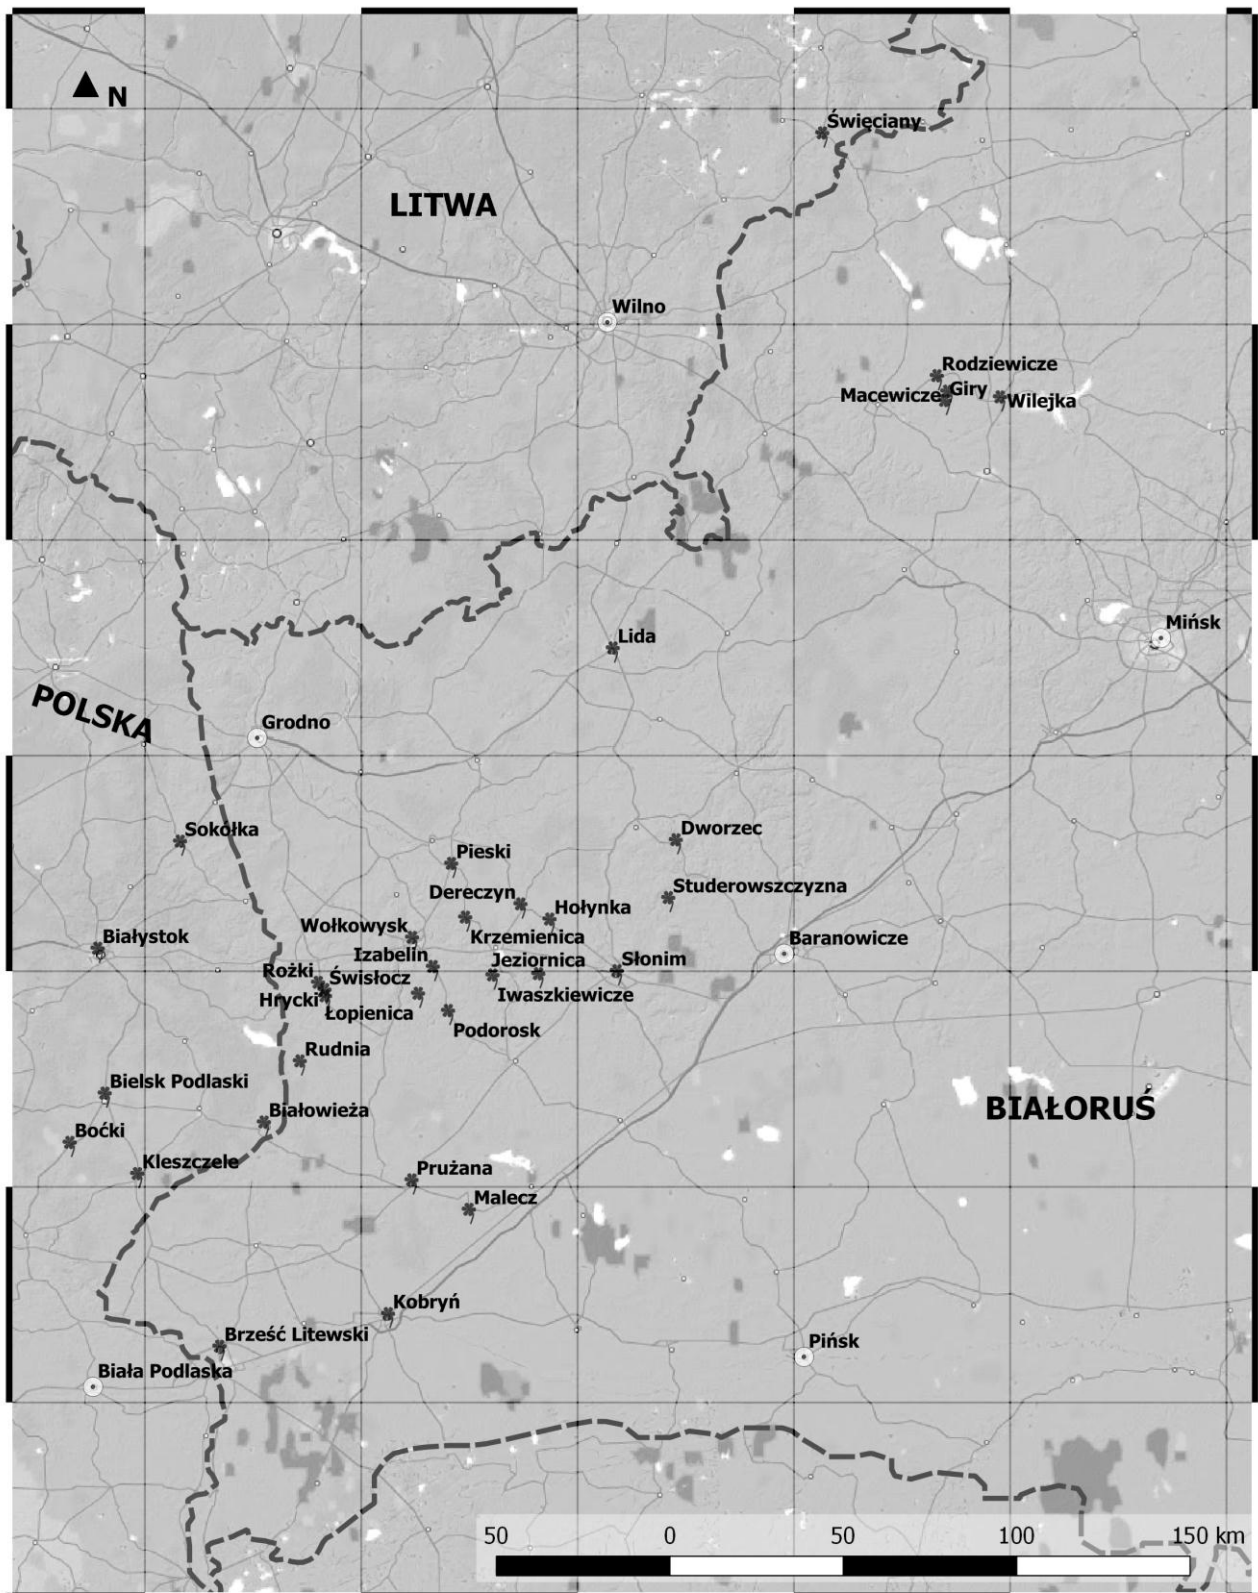 N
Święciany
LITWA
Wilno
Rodziewicze
Giry
Macewicze
Wilejka
Lida
Mińsk
POLSKA
Grodno
Sokółka
Dworzec
Pieski
Studerowszczyzna
Dereczyn
Hołynka
Wołkowysk
Krzemienica
Białystok
Baranowicze
Izabelin
Jeziornica
Słonim
Rożki
Świsłocz
Iwaszkiewicze
Hrycki
Łopienica
Podorosk
Rudnia
Bielsk Podlaski
BIAŁORUŚ
Białowieża
Boćki
Kleszczele
Prużana
Malecz
Kobryń
Brześć Litewski
Pińsk
Biała Podlaska
50 0 50 100 150 km